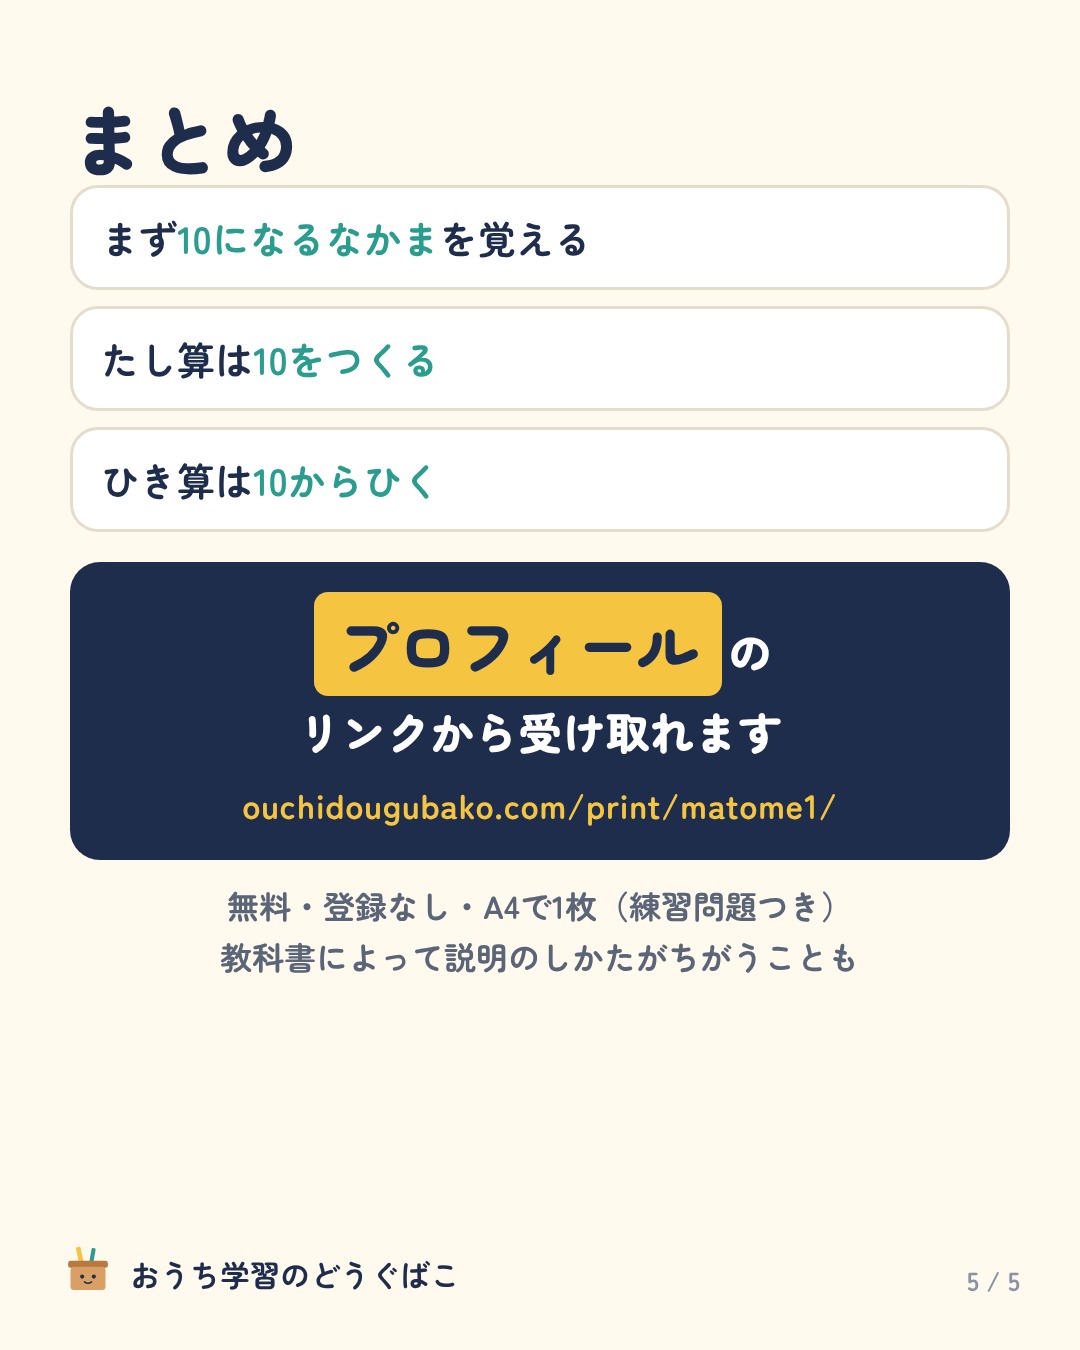 まとめ
まず10になるなかまを覚える
たし算は10をつくる
ひき算は10からひく
プロフィールの
リンクから受け取れます
ouchidougubako.com/print/matome1/
無料・登録なし・A4で1枚（練習問題つき）
教科書によって説明のしかたがちがうことも
おうち学習のどうぐばこ
5 / 5